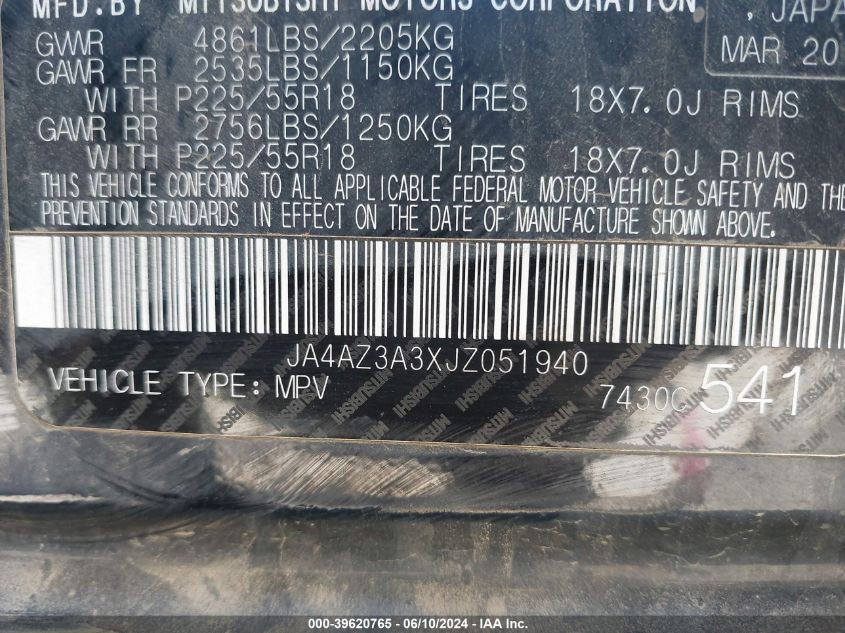 MFD.BY MITSUBISHI MOTORS CORPORATION , JAPA
GVWR 4861LBS/2205KG MAR 20
GAWR FR 2535LBS/1150KG
WITH P225/55R18 TIRES 18X7.0J RIMS
GAWR RR 2756LBS/1250KG
WITH P225/55R18 TIRES 18X7.0J RIMS
THIS VEHICLE CONFORMS TO ALL APPLICABLE FEDERAL MOTOR VEHICLE SAFETY AND THE
PREVENTION STANDARDS IN EFFECT ON THE DATE OF MANUFACTURE SHOWN ABOVE.
JA4AZ3A3XJZ051940
VEHICLE TYPE: MPV 7430C 541
000-39620765 - 06/10/2024 - IAA Inc.